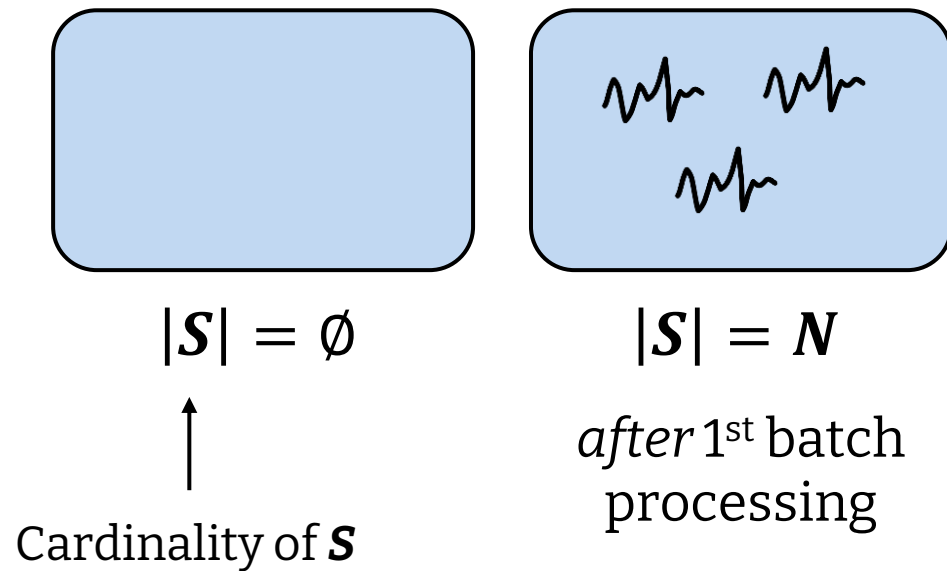 |S| = ∅
|S| = N
Cardinality of S
after 1st batch
processing